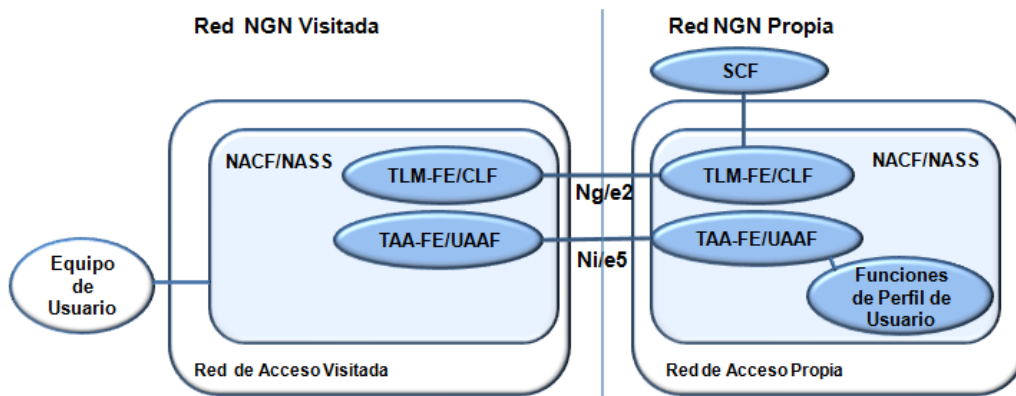 Red NGN Visitada
Red NGN Propia
SCF
NACF/NASS
TLM-FE/CLF
Ng/e2
TLM-FE/CLF
NACF/NASS
TAA-FE/UAAF
Ni/e5
TAA-FE/UAAF
Equipo
de
Usuario
Funciones
de Perfil de
Usuario
Red de Acceso Visitada
Red de Acceso Propia